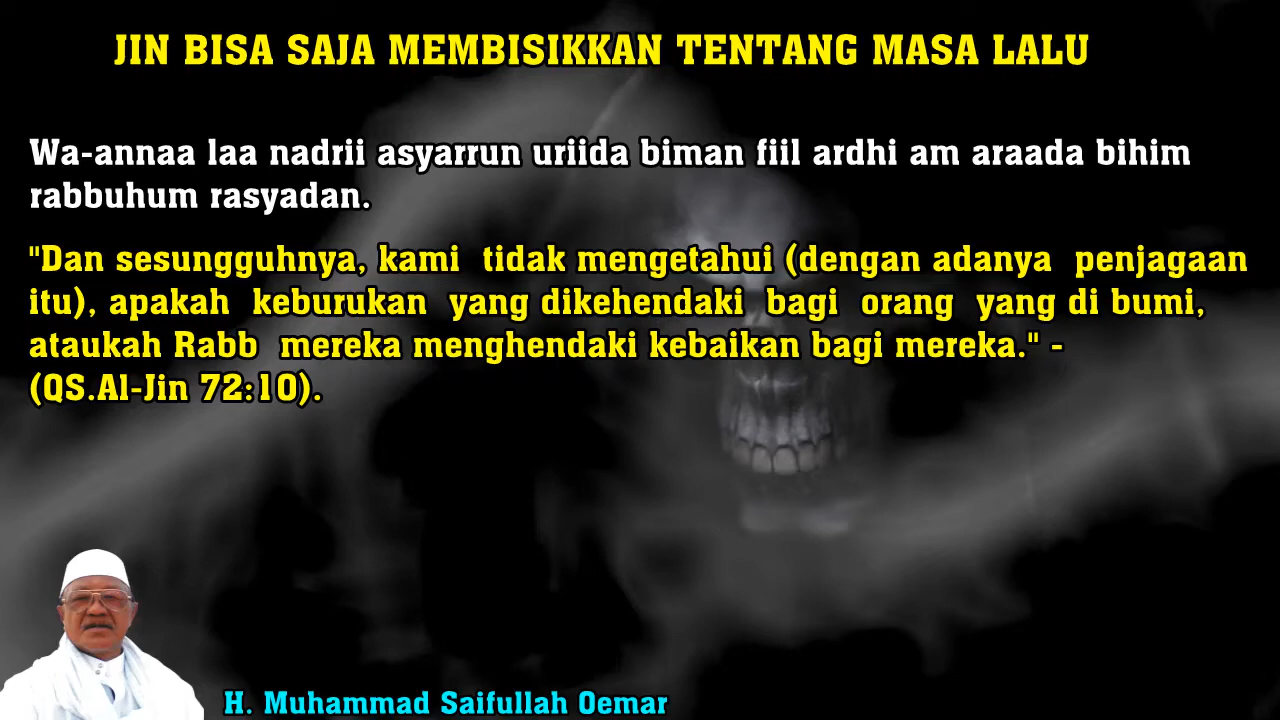 JIN BISA SAJA MEMBISIKKAN TENTANG MASA LALU
Wa-annaa laa nadrii asyarrun uriida biman fiil ardhi am araada bihim
rabbuhum rasyadan.
"Dan sesungguhnya, kami tidak mengetahui (dengan adanya penjagaan
itu), apakah keburukan yang dikehendaki bagi orang yang di bumi,
ataukah Rabb mereka menghendaki kebaikan bagi mereka." -
(QS.Al-Jin 72:10).
H. Muhammad Saifullah Oemar